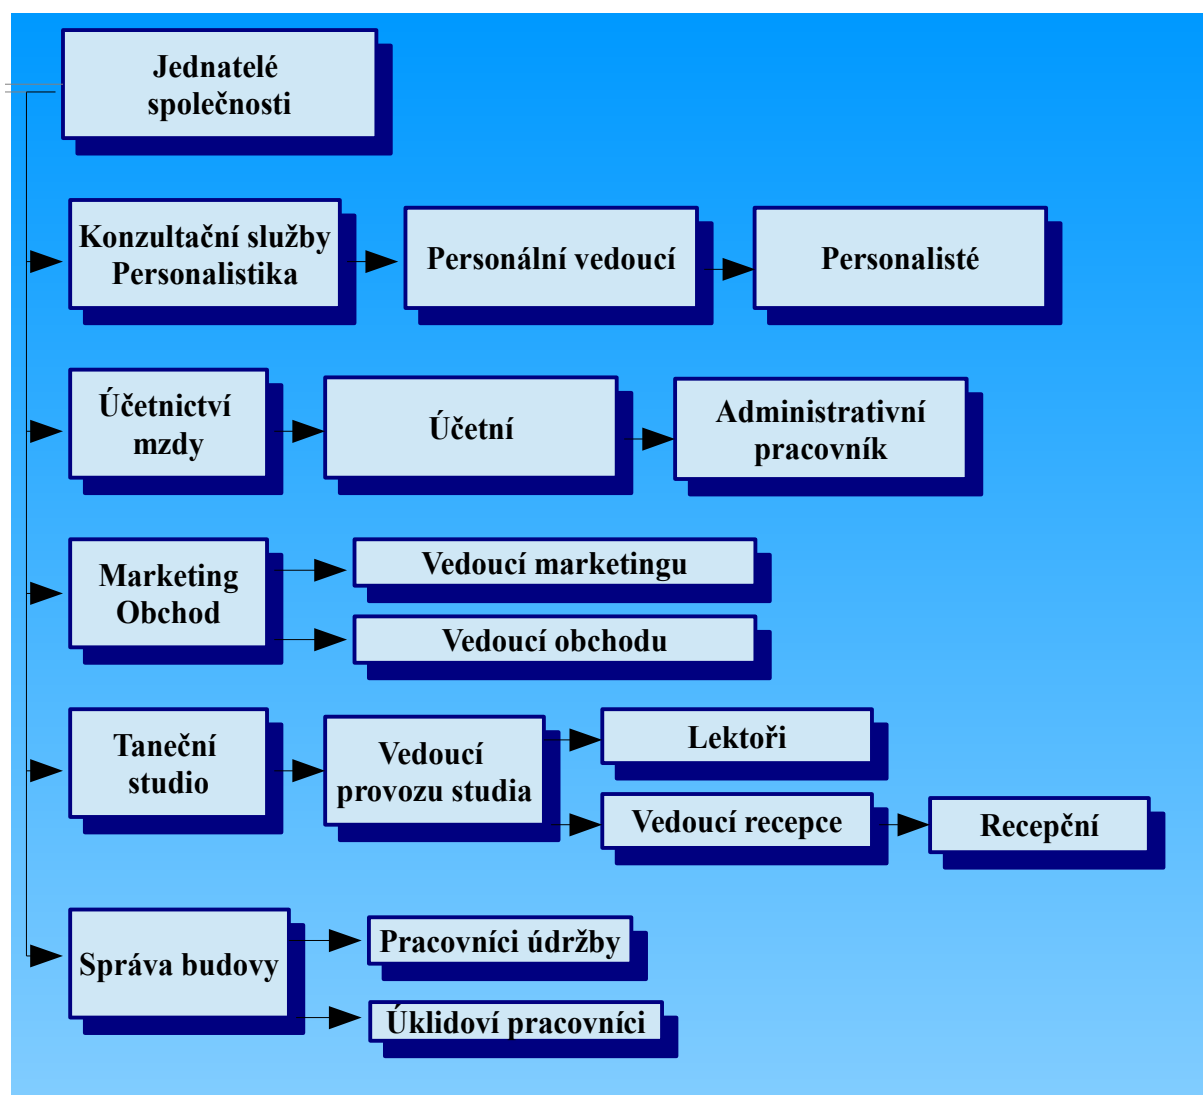 Jednatelé
společnosti
Konzultační služby
Personalistika
Personální vedoucí
Personalisté
Účetnictví
mzdy
Účetní
Administrativní
pracovník
Marketing
Obchod
Vedoucí marketingu
Vedoucí obchodu
Taneční
studio
Vedoucí
provozu studia
Lektoři
Vedoucí recepce
Recepční
Správa budovy
Pracovníci údržby
Úklidoví pracovníci